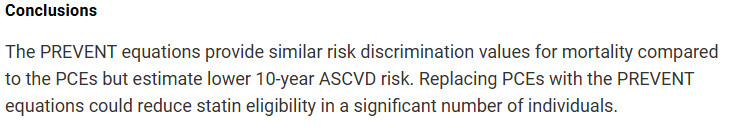 Conclusions
The PREVENT equations provide similar risk discrimination values for mortality compared
to the PCEs but estimate lower 10-year ASCVD risk. Replacing PCEs with the PREVENT
equations could reduce statin eligibility in a significant number of individuals.